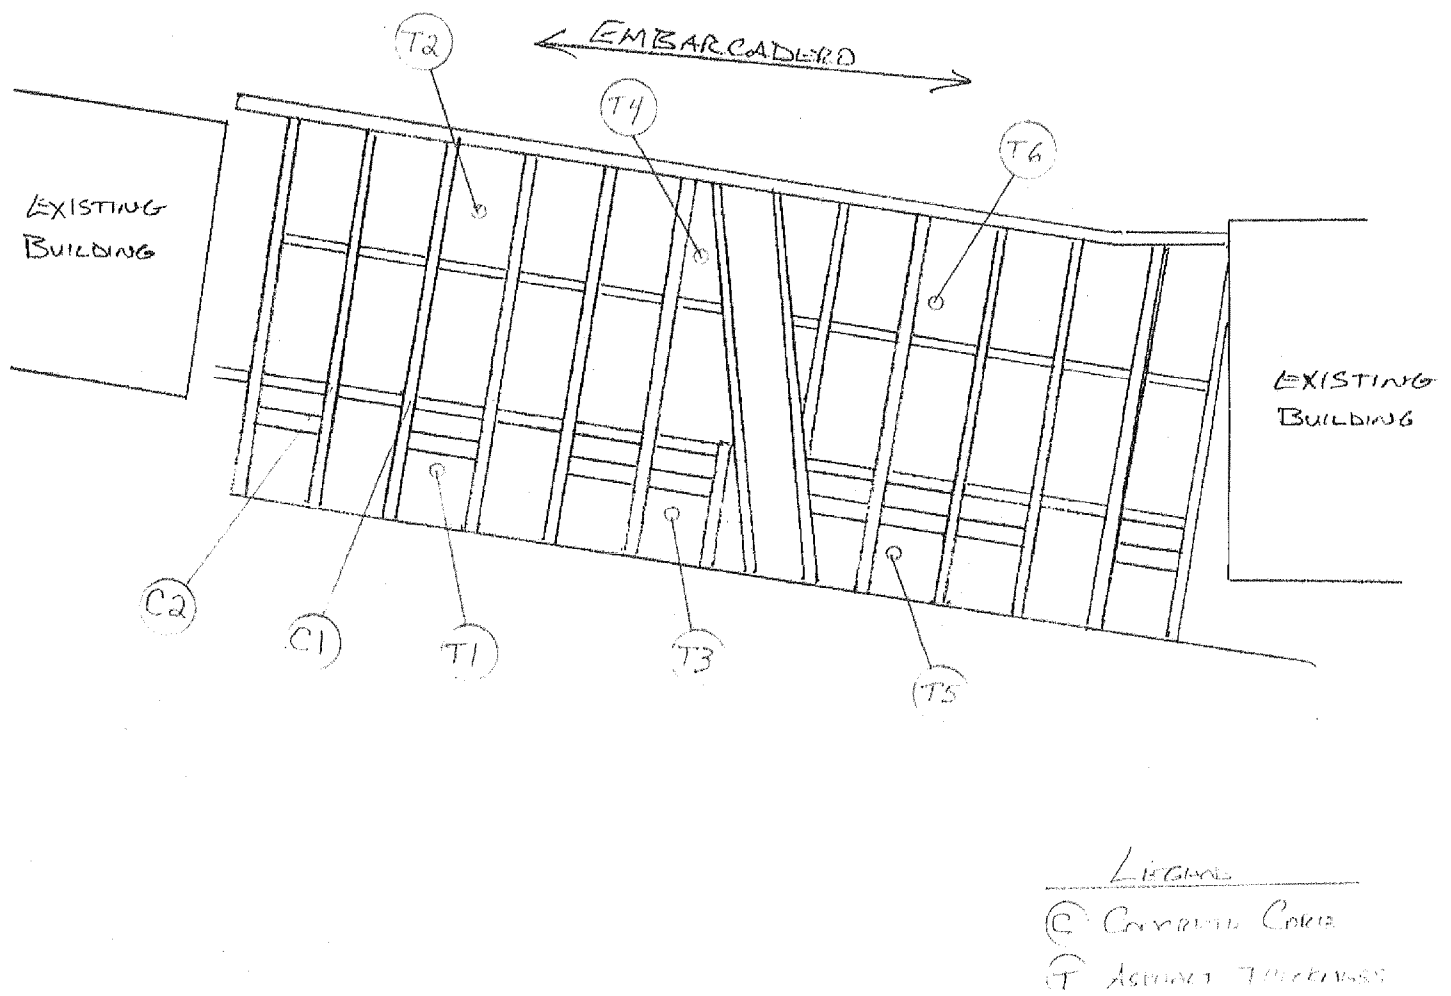 T2
EMBARCADERO
T4
T6
EXISTING
BUILDING
EXISTING
BUILDING
C2
C1
T1
T3
T5
LEGEND
C CONCRETE CORE
T ASPHALT THICKNESS